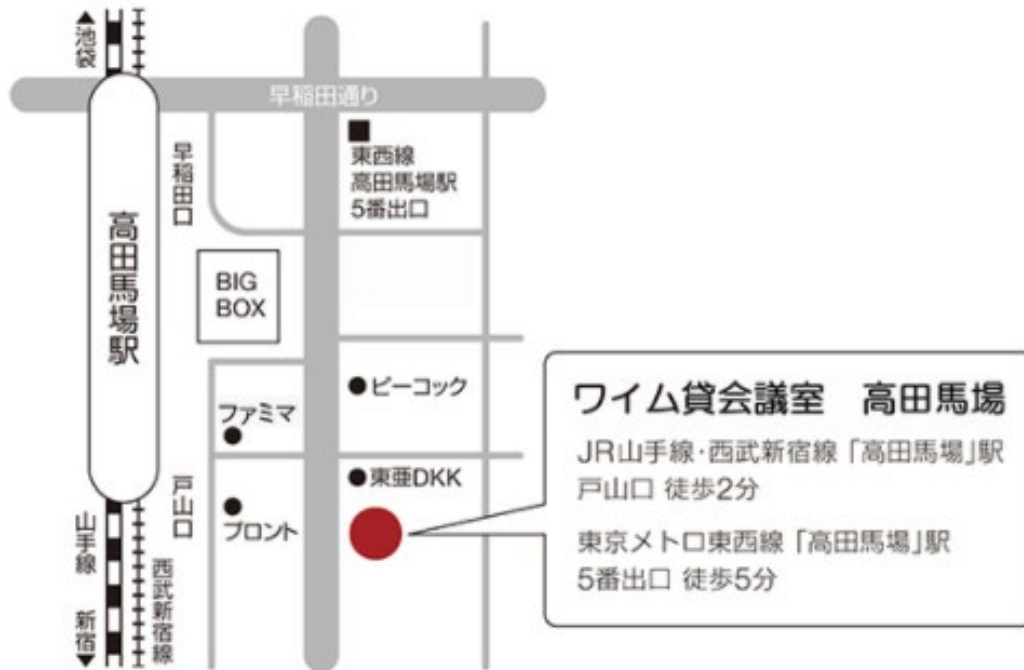 ▲池袋
早稲田通り
早稲田口
東西線
高田馬場駅
5番出口
高田馬場駅
BIG
BOX
ピーコック
ファミマ
東亜DKK
戸山口
プロント
山手線
新宿▼
西武新宿線
ワイム貸会議室 高田馬場
JR山手線・西武新宿線「高田馬場」駅
戸山口 徒歩2分
東京メトロ東西線「高田馬場」駅
5番出口 徒歩5分